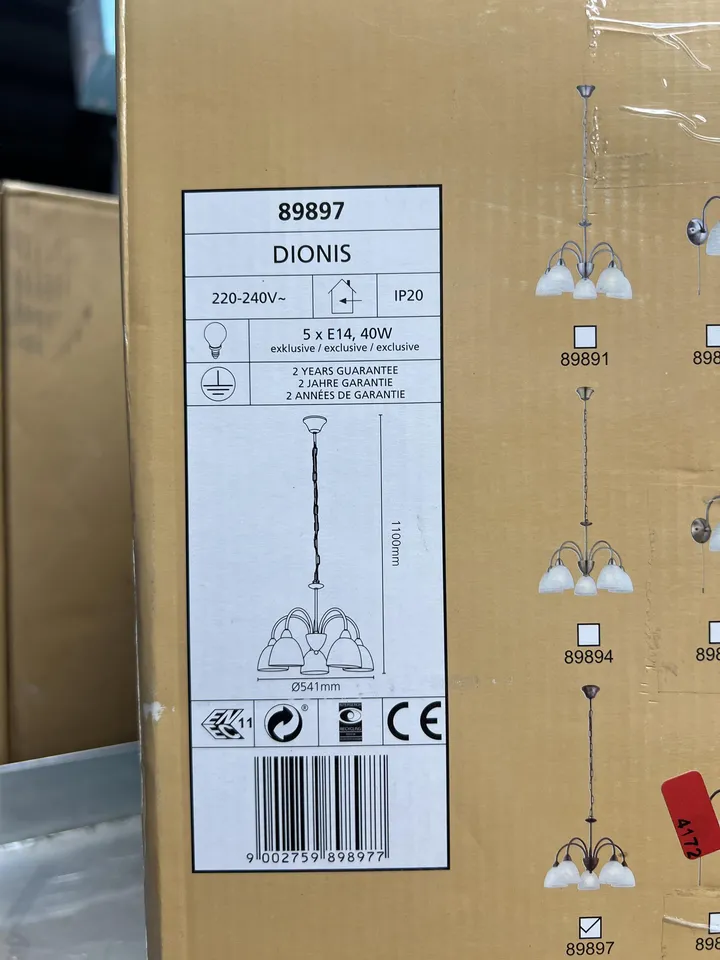 89897
DIONIS
220-240V~
IP20
5 x E14, 40W
exklusive / exclusive / exclusive
2 YEARS GUARANTEE
2 JAHRE GARANTIE
2 ANNÉES DE GARANTIE
1100mm
Ø541mm
ENEC 11
®
CE
9 002759 898977
89891
89894
89897
4172